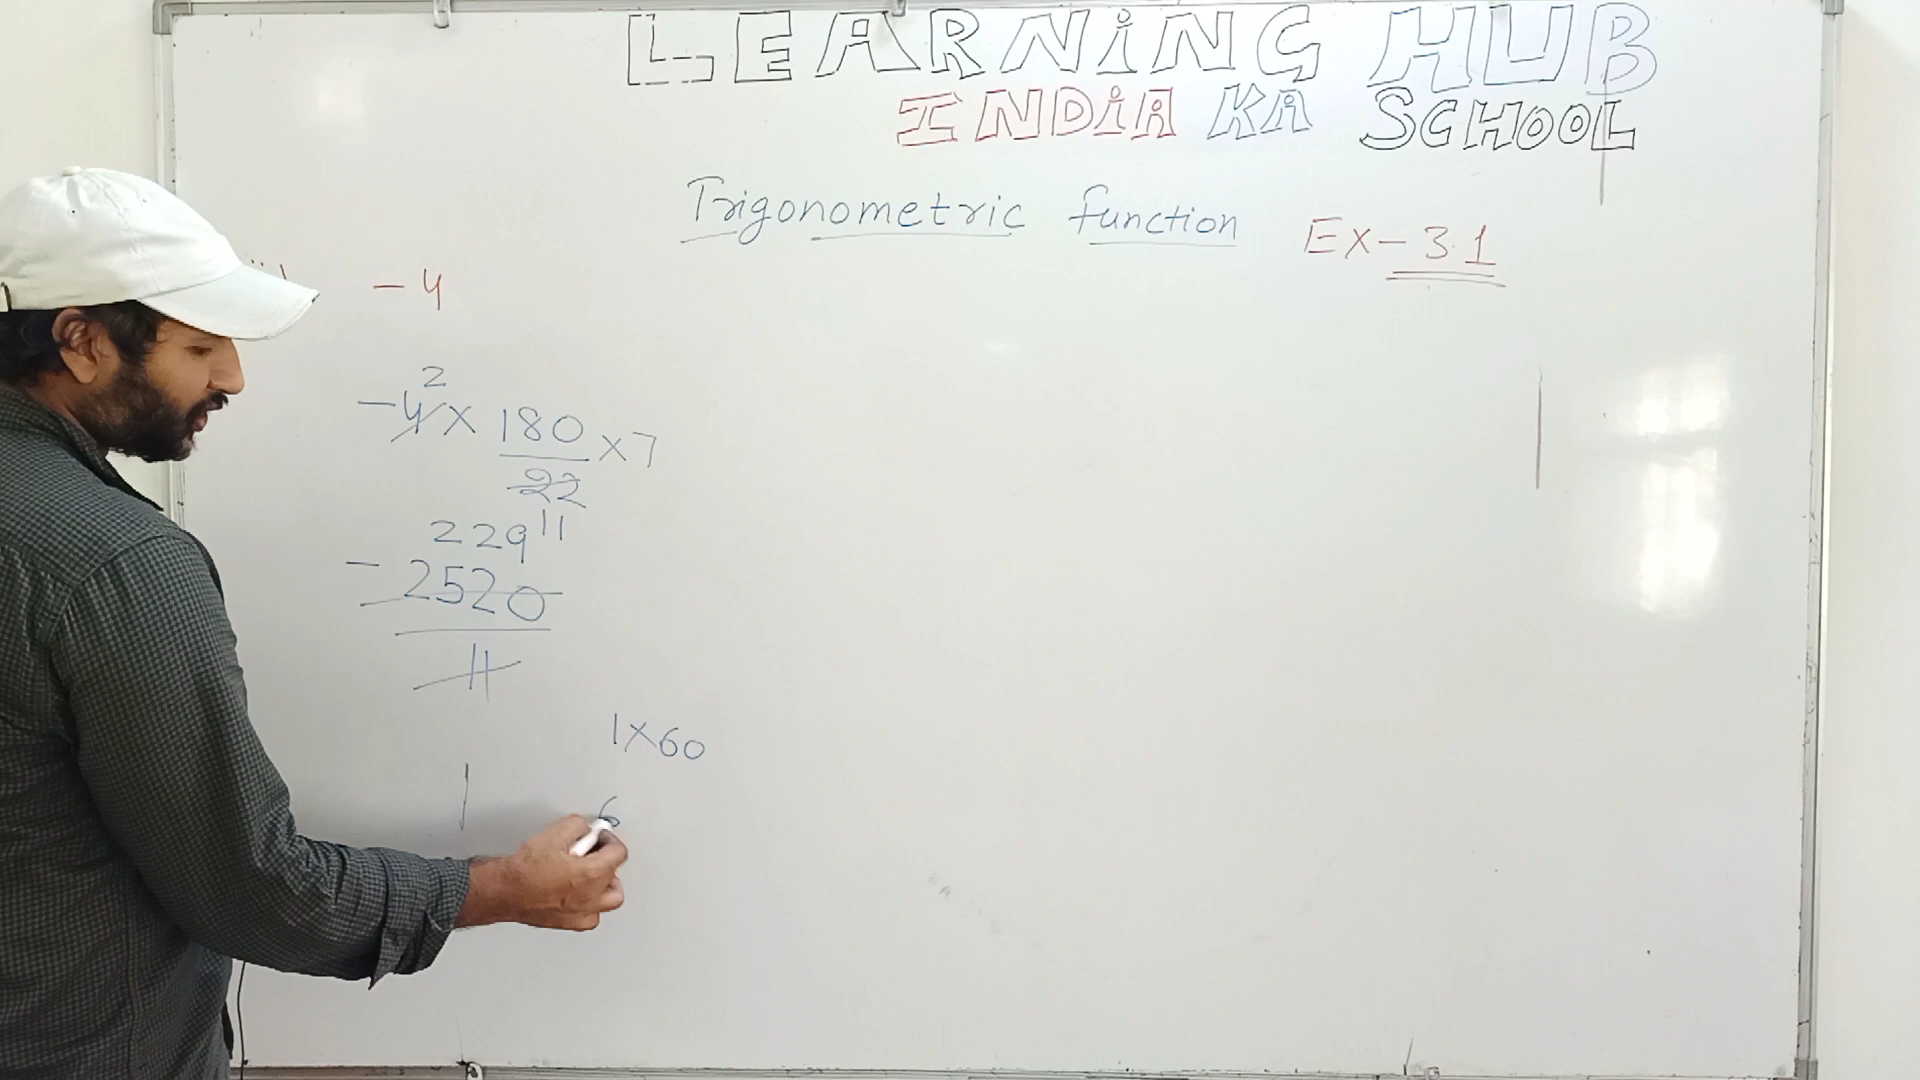 LEARNING HUB
INDIA KA SCHOOL
Trigonometric function Ex-3.1
- 4
2
-4 × 180 × 7
22
229 11
- 2520
11
1×60
6